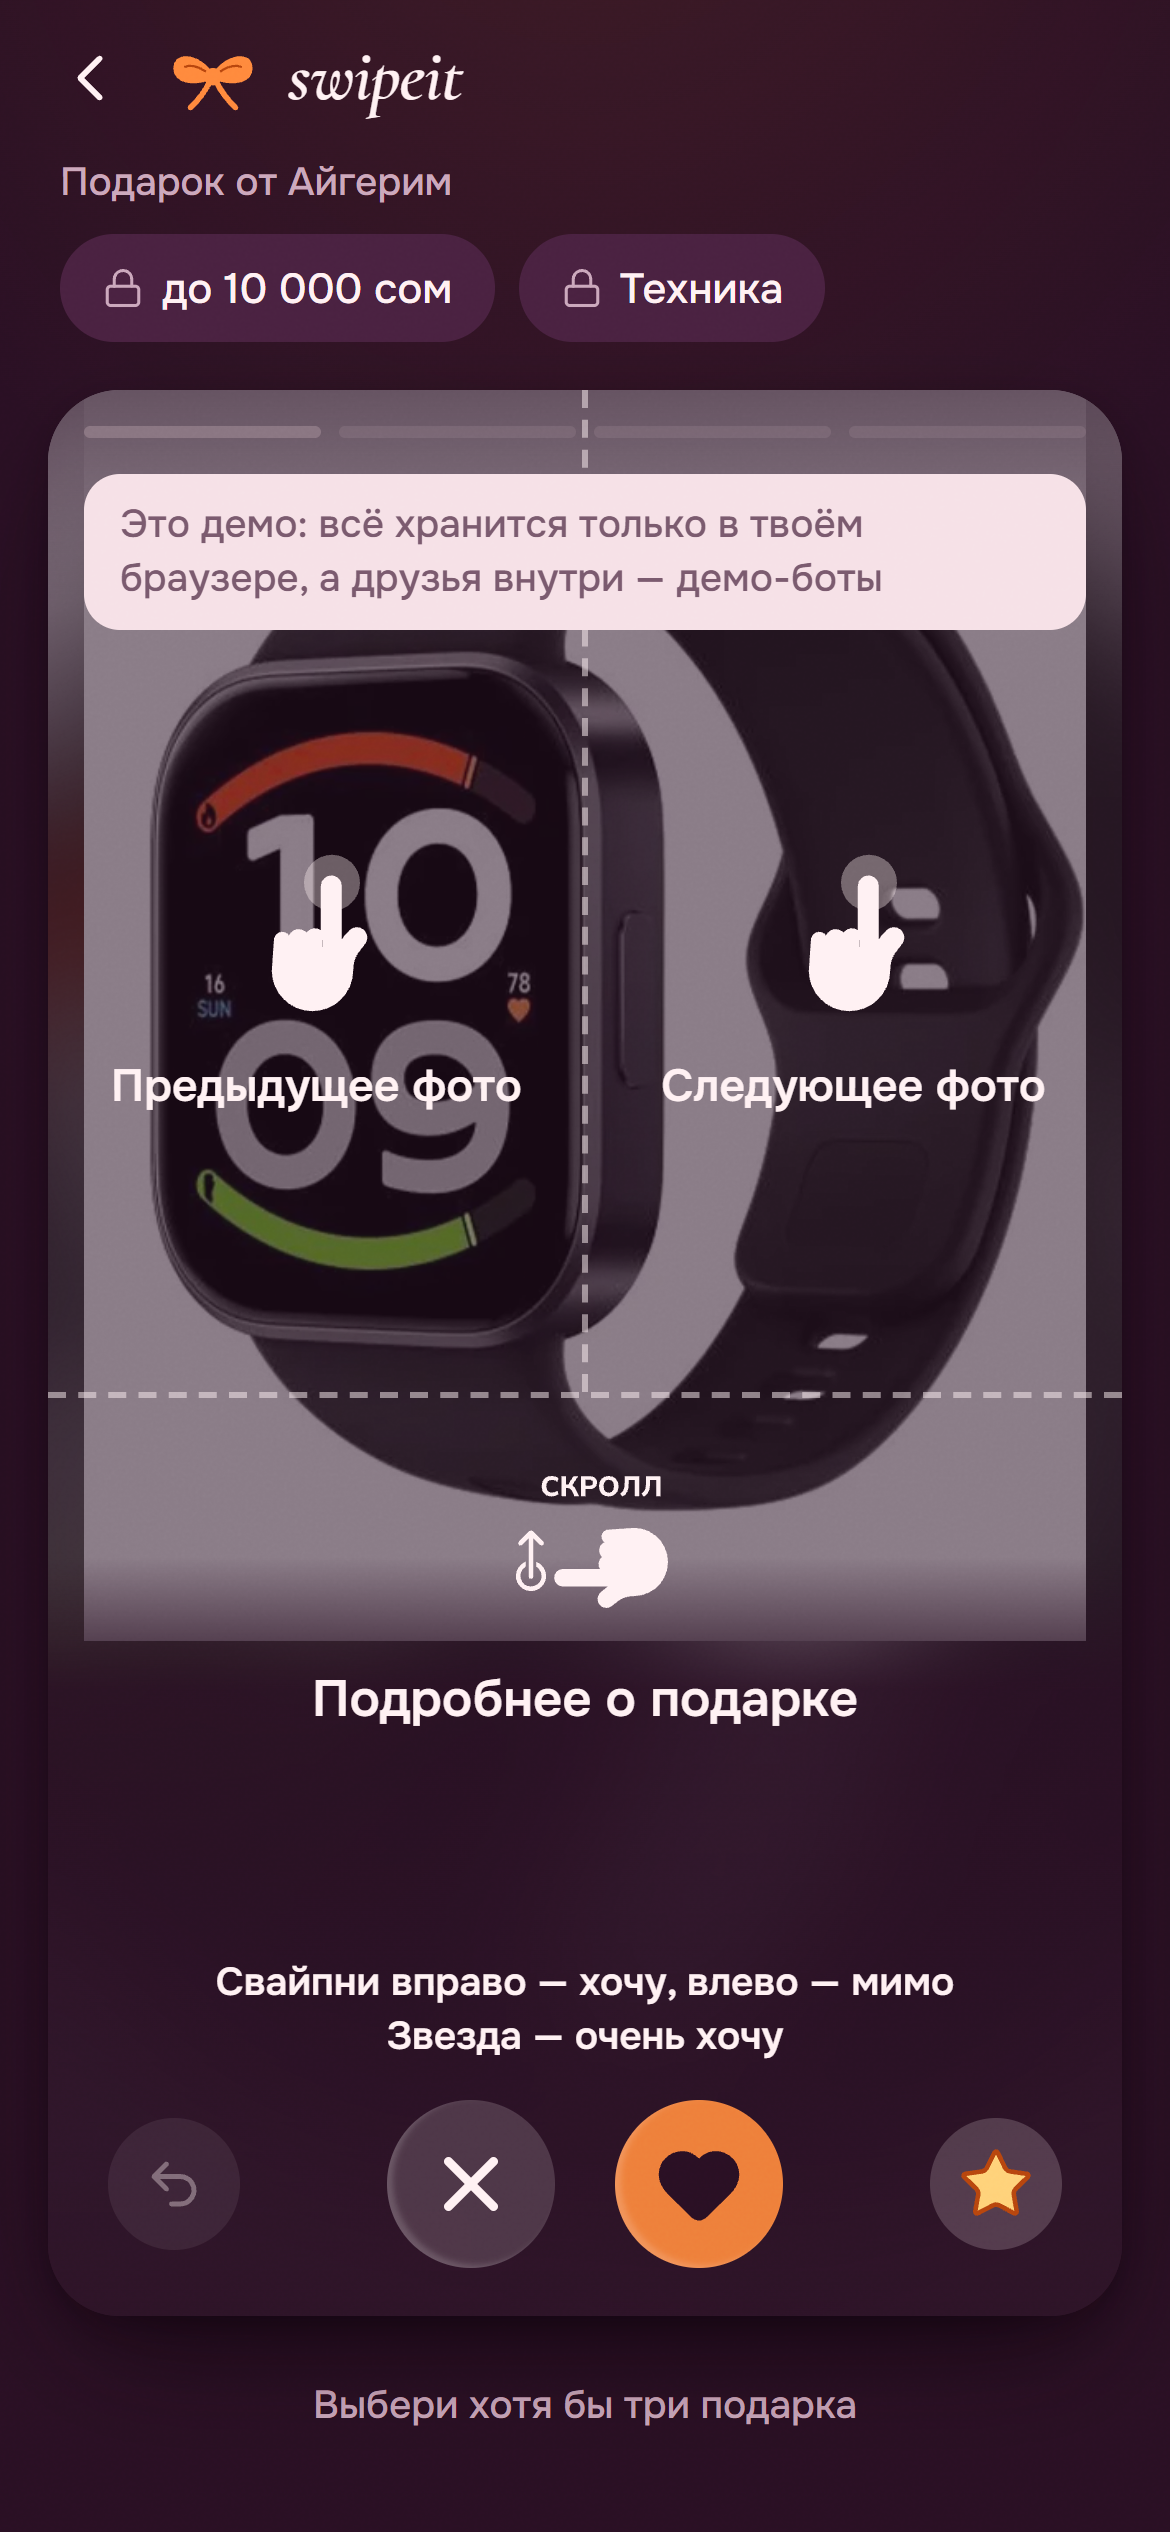 swipeit
Подарок от Айгерим
до 10 000 сом
Техника
Это демо: всё хранится только в твоём
браузере, а друзья внутри — демо-боты
10
16
SUN
78
09
Предыдущее фото
Следующее фото
СКРОЛЛ
Подробнее о подарке
Свайпни вправо — хочу, влево — мимо
Звезда — очень хочу
Выбери хотя бы три подарка